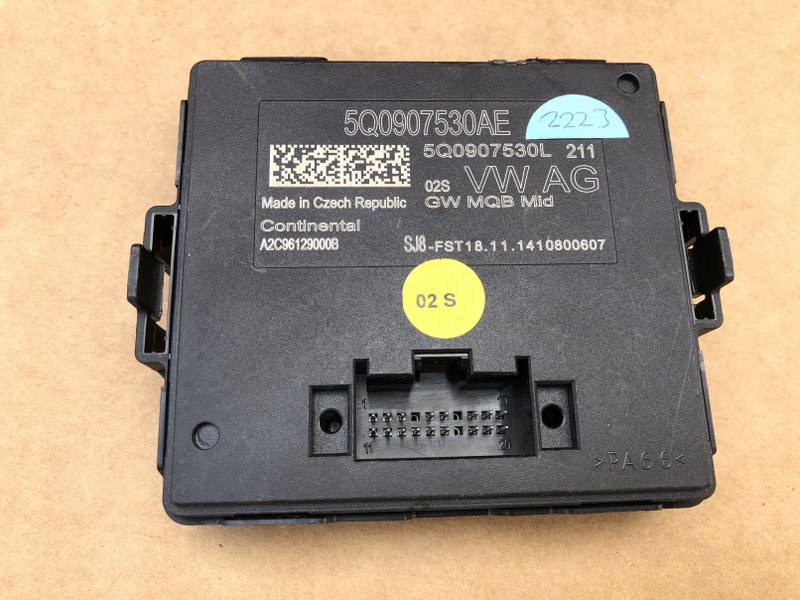 5Q0907530AE
2223
5Q0907530L 211
02S VW AG
Made in Czech Republic GW MQB Mid
Continental
A2C96129000B SJ8-FST18.11.1410800607
02 S
1 10
11 20
>PA66<